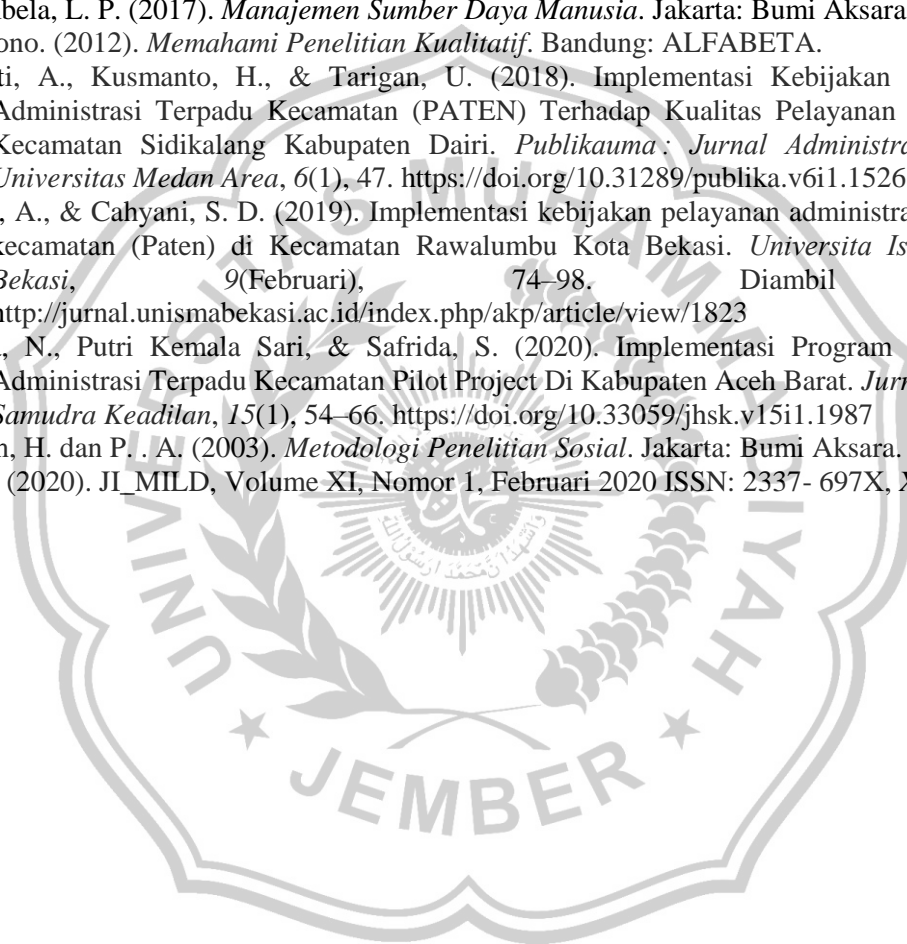 bela, L. P. (2017). Manajemen Sumber Daya Manusia. Jakarta: Bumi Aksara
ono. (2012). Memahami Penelitian Kualitatif. Bandung: ALFABETA.
ti, A., Kusmanto, H., & Tarigan, U. (2018). Implementasi Kebijakan
Administrasi Terpadu Kecamatan (PATEN) Terhadap Kualitas Pelayanan
Kecamatan Sidikalang Kabupaten Dairi. Publikauma : Jurnal Administra
Universitas Medan Area, 6(1), 47. https://doi.org/10.31289/publika.v6i1.1526
, A., & Cahyani, S. D. (2019). Implementasi kebijakan pelayanan administra
kecamatan (Paten) di Kecamatan Rawalumbu Kota Bekasi. Universita Is
Bekasi, 9(Februari), 74–98. Diambil
http://jurnal.unismabekasi.ac.id/index.php/akp/article/view/1823
., N., Putri Kemala Sari, & Safrida, S. (2020). Implementasi Program
Administrasi Terpadu Kecamatan Pilot Project Di Kabupaten Aceh Barat. Jurn
Samudra Keadilan, 15(1), 54–66. https://doi.org/10.33059/jhsk.v15i1.1987
n, H. dan P. . A. (2003). Metodologi Penelitian Sosial. Jakarta: Bumi Aksara.
(2020). JI_MILD, Volume XI, Nomor 1, Februari 2020 ISSN: 2337- 697X, X
UNIVERSITAS MUHAMMADIYAH
JEMBER